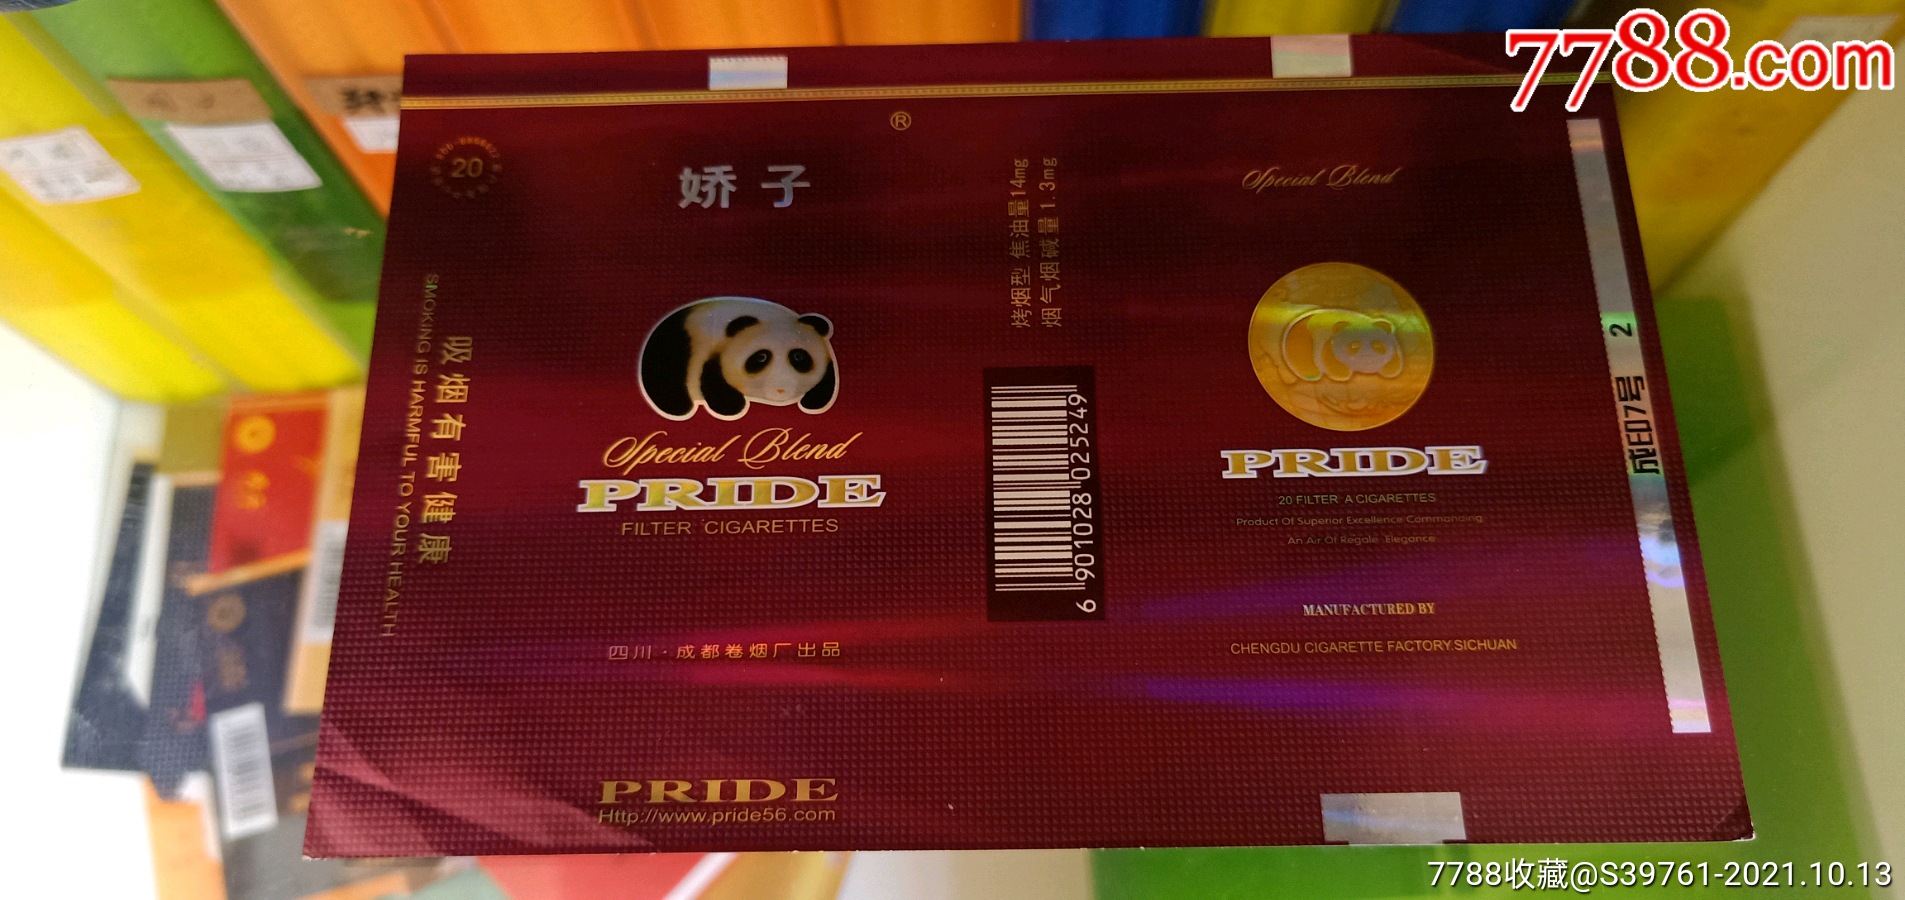 7788.com
®
20
娇子
Special Blend
PRIDE
FILTER CIGARETTES
四川·成都卷烟厂出品
PRIDE
Http://www.pride56.com
吸烟有害健康
SMOKING IS HARMFUL TO YOUR HEALTH
烤烟型 焦油量14mg
烟气烟碱量1.3mg
6 901028 025249
Special Blend
PRIDE
20 FILTER A CIGARETTES
Product Of Superior Excellence Commanding
An Air Of Regale Elegance
MANUFACTURED BY
CHENGDU CIGARETTE FACTORY.SICHUAN
成印7号 2
7788收藏@S39761-2021.10.13